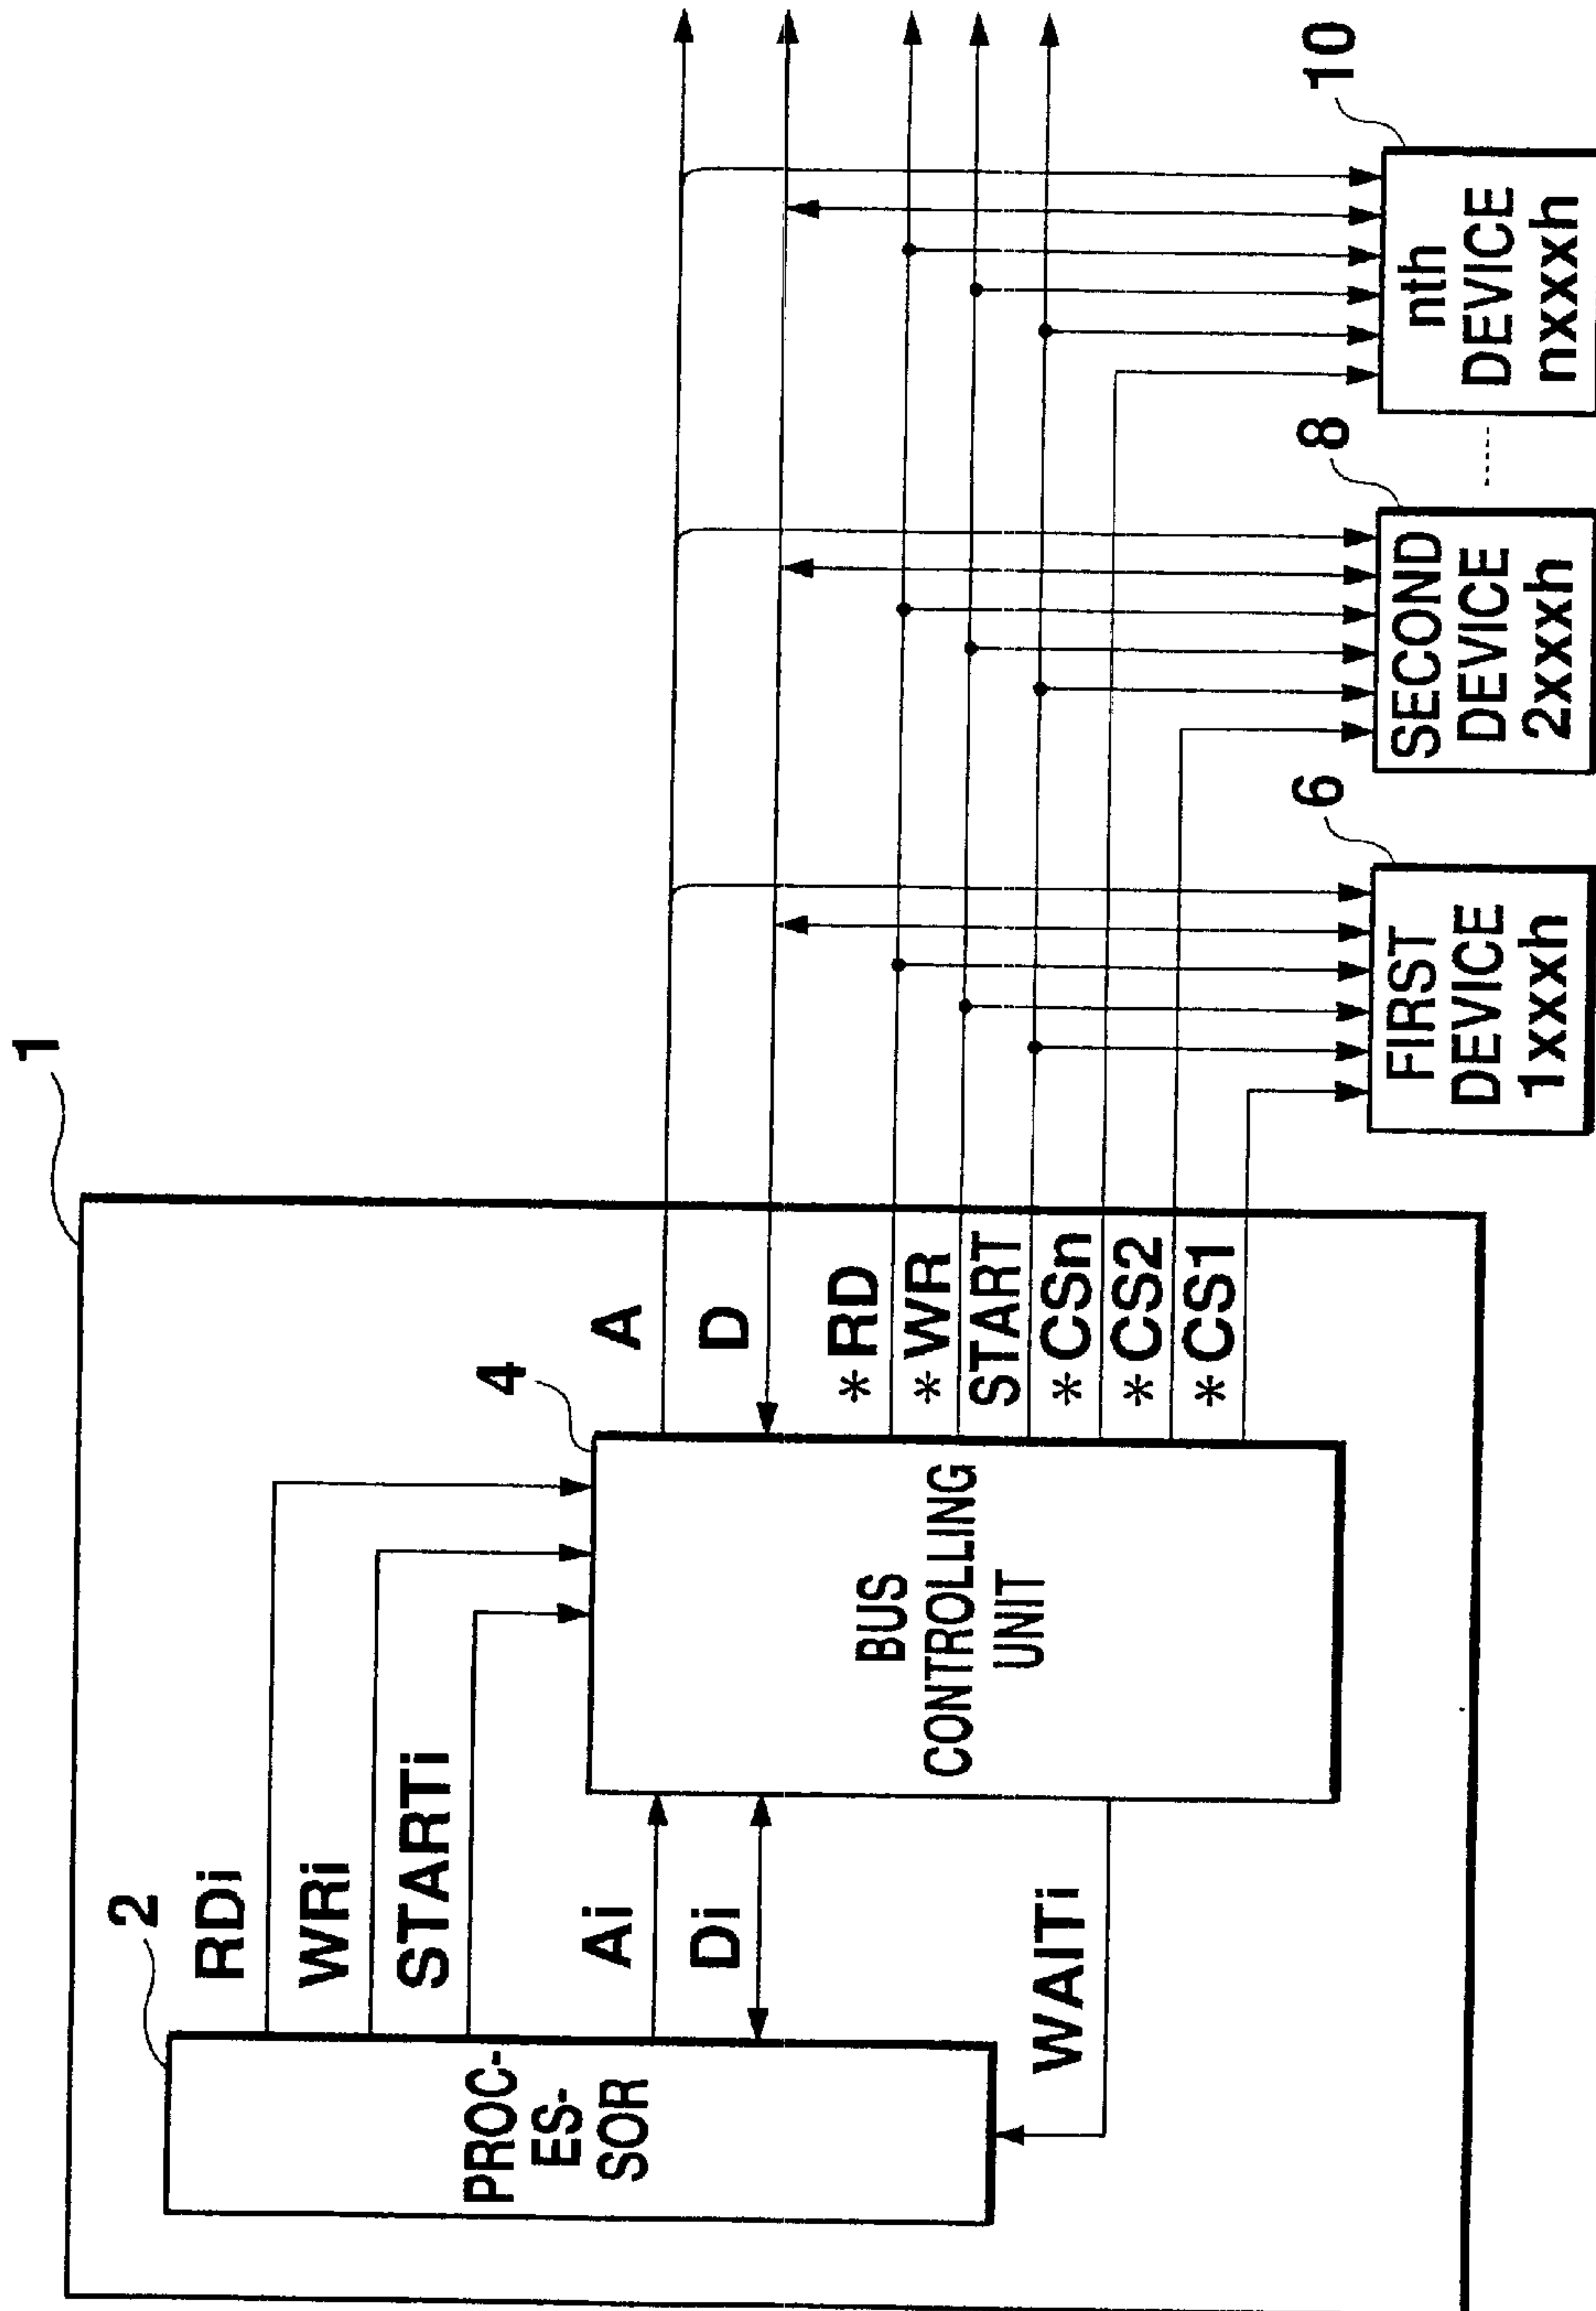 1
2
PROC-
ES-
SOR
RDi
WRi
STARTi
Ai
Di
WAITi
4
BUS
CONTROLLING
UNIT
A
D
*RD
*WR
START
*CSn
*CS2
*CS1
6
FIRST
DEVICE
1xxxh
8
SECOND
DEVICE
2xxxh
10
nth
DEVICE
nxxxh